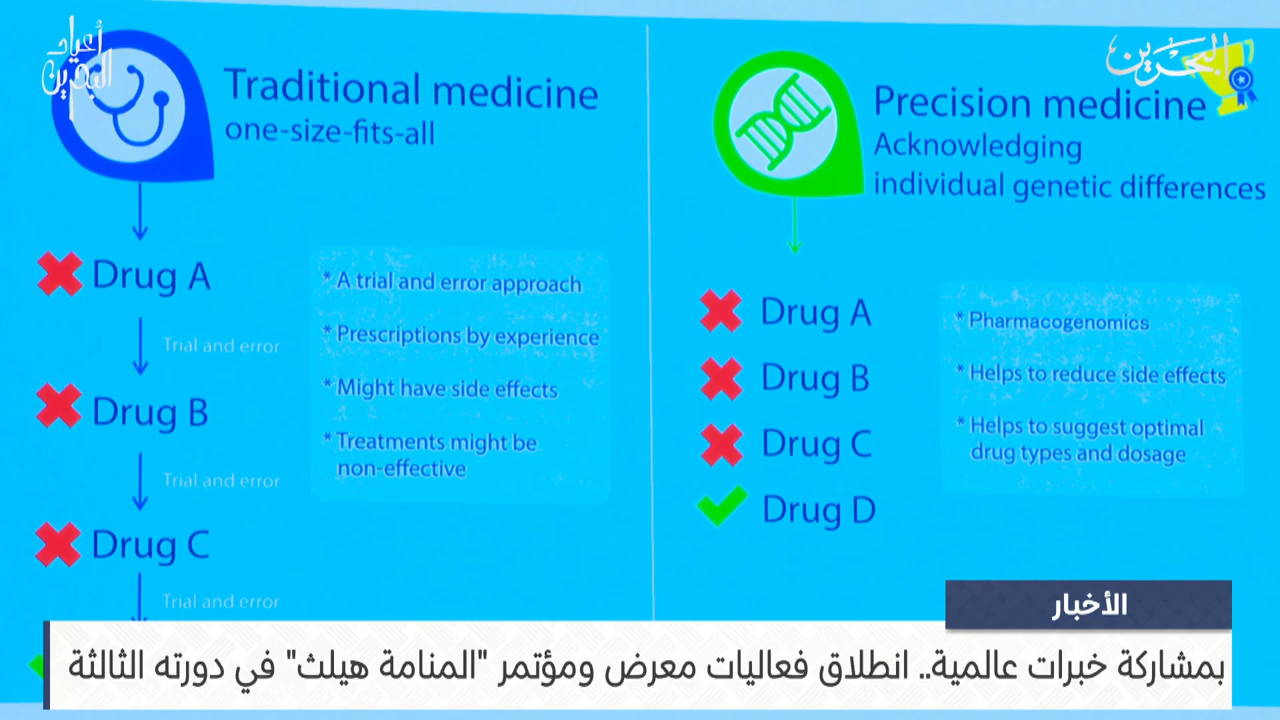 أعياد
البحرين
البحرين
Traditional medicine
one-size-fits-all
Drug A
Trial and error
Drug B
Trial and error
Drug C
Trial and error
* A trial and error approach
* Prescriptions by experience
* Might have side effects
* Treatments might be
non-effective
Precision medicine
Acknowledging
individual genetic differences
Drug A
Drug B
Drug C
Drug D
* Pharmacogenomics
* Helps to reduce side effects
* Helps to suggest optimal
drug types and dosage
الأخبار
بمشاركة خبرات عالمية.. انطلاق فعاليات معرض ومؤتمر "المنامة هيلث" في دورته الثالثة